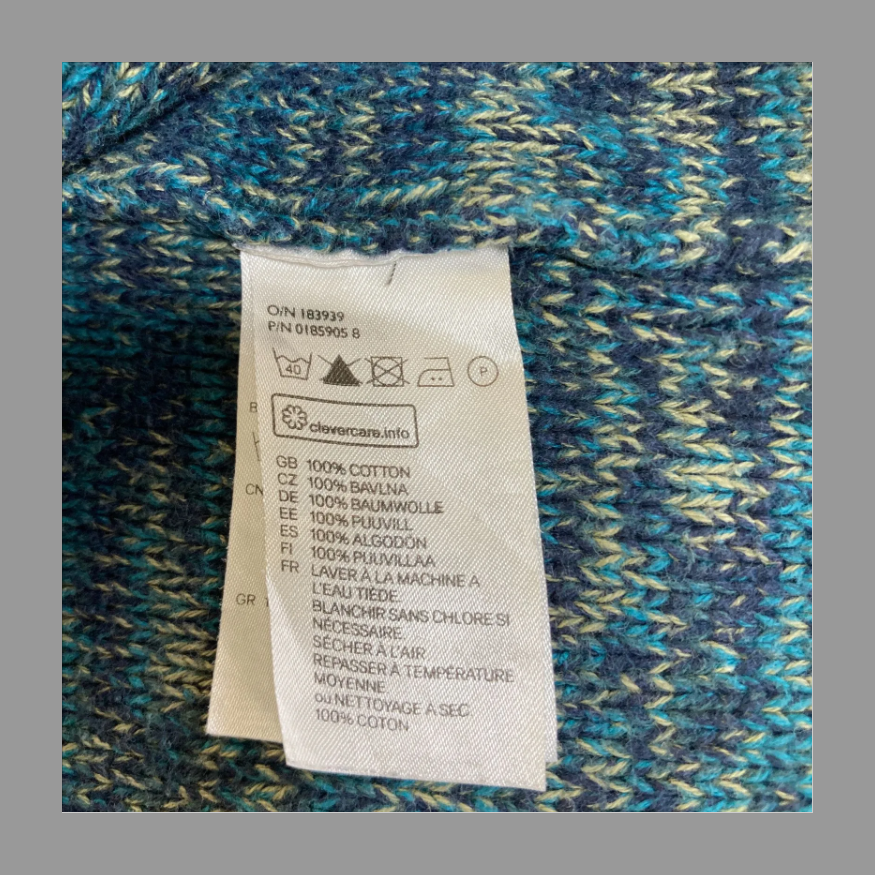 O/N 183939
P/N 0185905 8
40
P
clevercare.info
GB 100% COTTON
CZ 100% BAVLNA
DE 100% BAUMWOLLE
EE 100% PUUVILL
ES 100% ALGODÓN
FI 100% PUUVILLAA
FR LAVER À LA MACHINE A
L'EAU TIÈDE.
BLANCHIR SANS CHLORE SI
NÉCESSAIRE
SÉCHER À L'AIR
REPASSER À TEMPÉRATURE
MOYENNE
ou NETTOYAGE A SEC
100% COTON
CN
GR